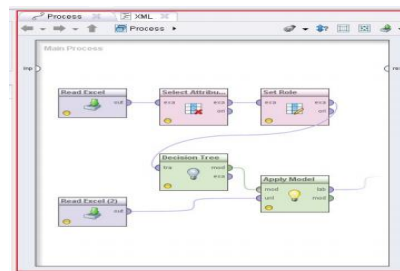 Process XML
Process
Main Process
inp
Read Excel
out
Select Attribu...
exa exa
ori
Set Role
exa exa
ori
Decision Tree
tra mod
exa
Apply Model
mod lab
unl mod
Read Excel (2)
out